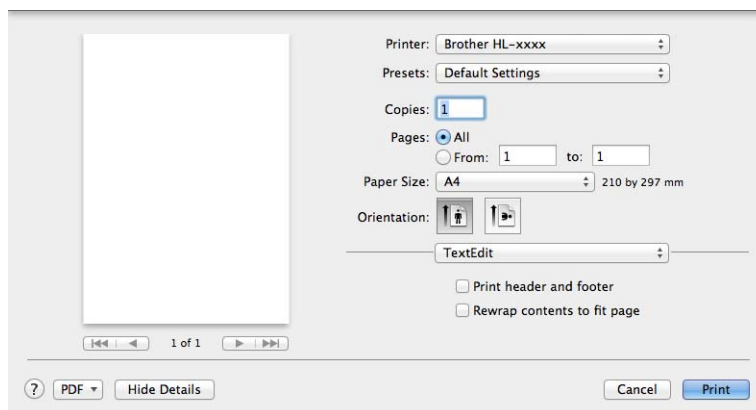 Printer: Brother HL-xxxx
Presets: Default Settings
Copies: 1
Pages: All
From: 1 to: 1
Paper Size: A4 210 by 297 mm
Orientation:
TextEdit
Print header and footer
Rewrap contents to fit page
1 of 1
? PDF Hide Details Cancel Print